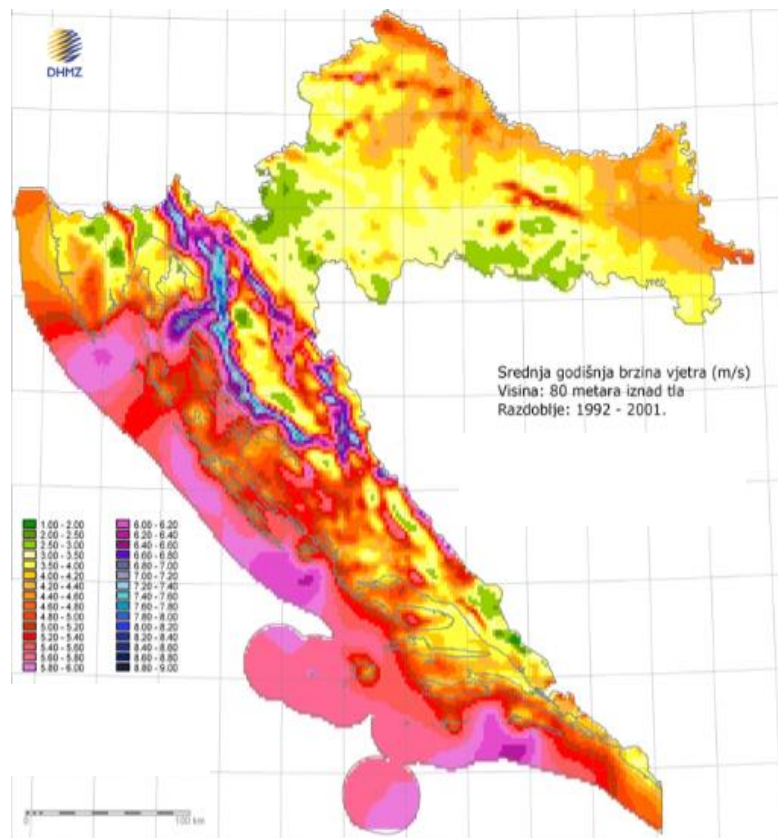 DHMZ
Srednja godišnja brzina vjetra (m/s)
Visina: 80 metara iznad tla
Razdoblje: 1992 - 2001.
1.00 - 2.00
2.00 - 2.50
2.50 - 3.00
3.00 - 3.50
3.50 - 4.00
4.00 - 4.20
4.20 - 4.40
4.40 - 4.60
4.60 - 4.80
4.80 - 5.00
5.00 - 5.20
5.20 - 5.40
5.40 - 5.60
5.60 - 5.80
5.80 - 6.00
6.00 - 6.20
6.20 - 6.40
6.40 - 6.60
6.60 - 6.80
6.80 - 7.00
7.00 - 7.20
7.20 - 7.40
7.40 - 7.60
7.60 - 7.80
7.80 - 8.00
8.00 - 8.20
8.20 - 8.40
8.40 - 8.60
8.60 - 8.80
8.80 - 9.00
0
100 km